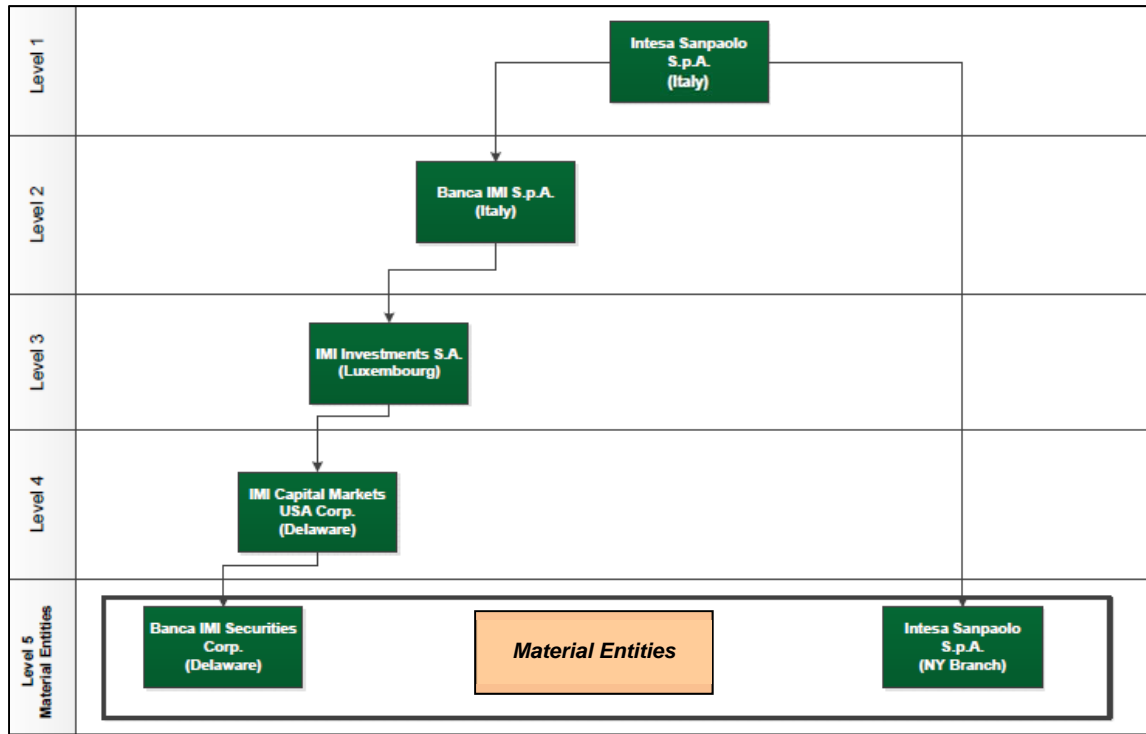 Level 1
Intesa Sanpaolo
S.p.A.
(Italy)
Level 2
Banca IMI S.p.A.
(Italy)
Level 3
IMI Investments S.A.
(Luxembourg)
Level 4
IMI Capital Markets
USA Corp.
(Delaware)
Level 5
Material Entities
Banca IMI Securities
Corp.
(Delaware)
Material Entities
Intesa Sanpaolo
S.p.A.
(NY Branch)